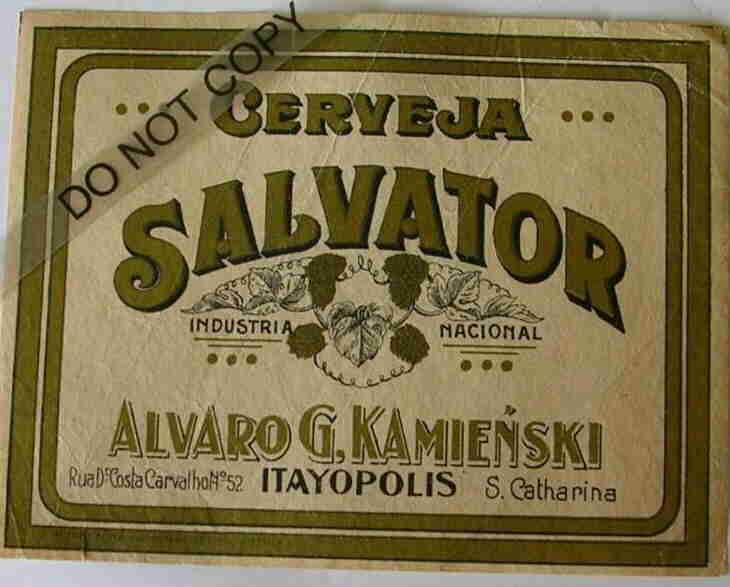 DO NOT COPY
CERVEJA
SALVATOR
INDUSTRIA NACIONAL
ALVARO G. KAMIEŃSKI
Rua Dr Costa Carvalho Nº 52 ITAYOPOLIS S. Catharina